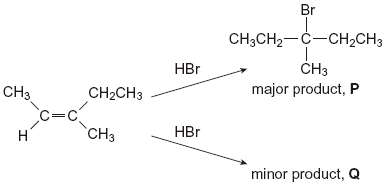 Br
CH3CH2—C—CH2CH3
CH3
major product, P
HBr
CH3 CH2CH3
C=C
H CH3
HBr
minor product, Q